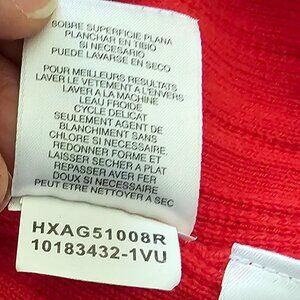 SOBRE SUPERFICIE PLANA
PLANCHAR EN TIBIO
SI NECESARIO
PUEDE LAVARSE EN SECO
POUR MEILLEURS RESULTATS
LAVER LE VETEMENT A L'ENVERS
LAVER A LA MACHINE
LEAU FROIDE
CYCLE DELICAT
SEULEMENT AGENT DE
BLANCHIMENT SANS
CHLORE SI NECESSAIRE
REDONNER FORME ET
LAISSER SECHER A PLAT
REPASSER AVER FER
DOUX SI NECESSAIRE
PEUT ETRE NETTOYER A SEC
HXAG51008R
10183432-1VU